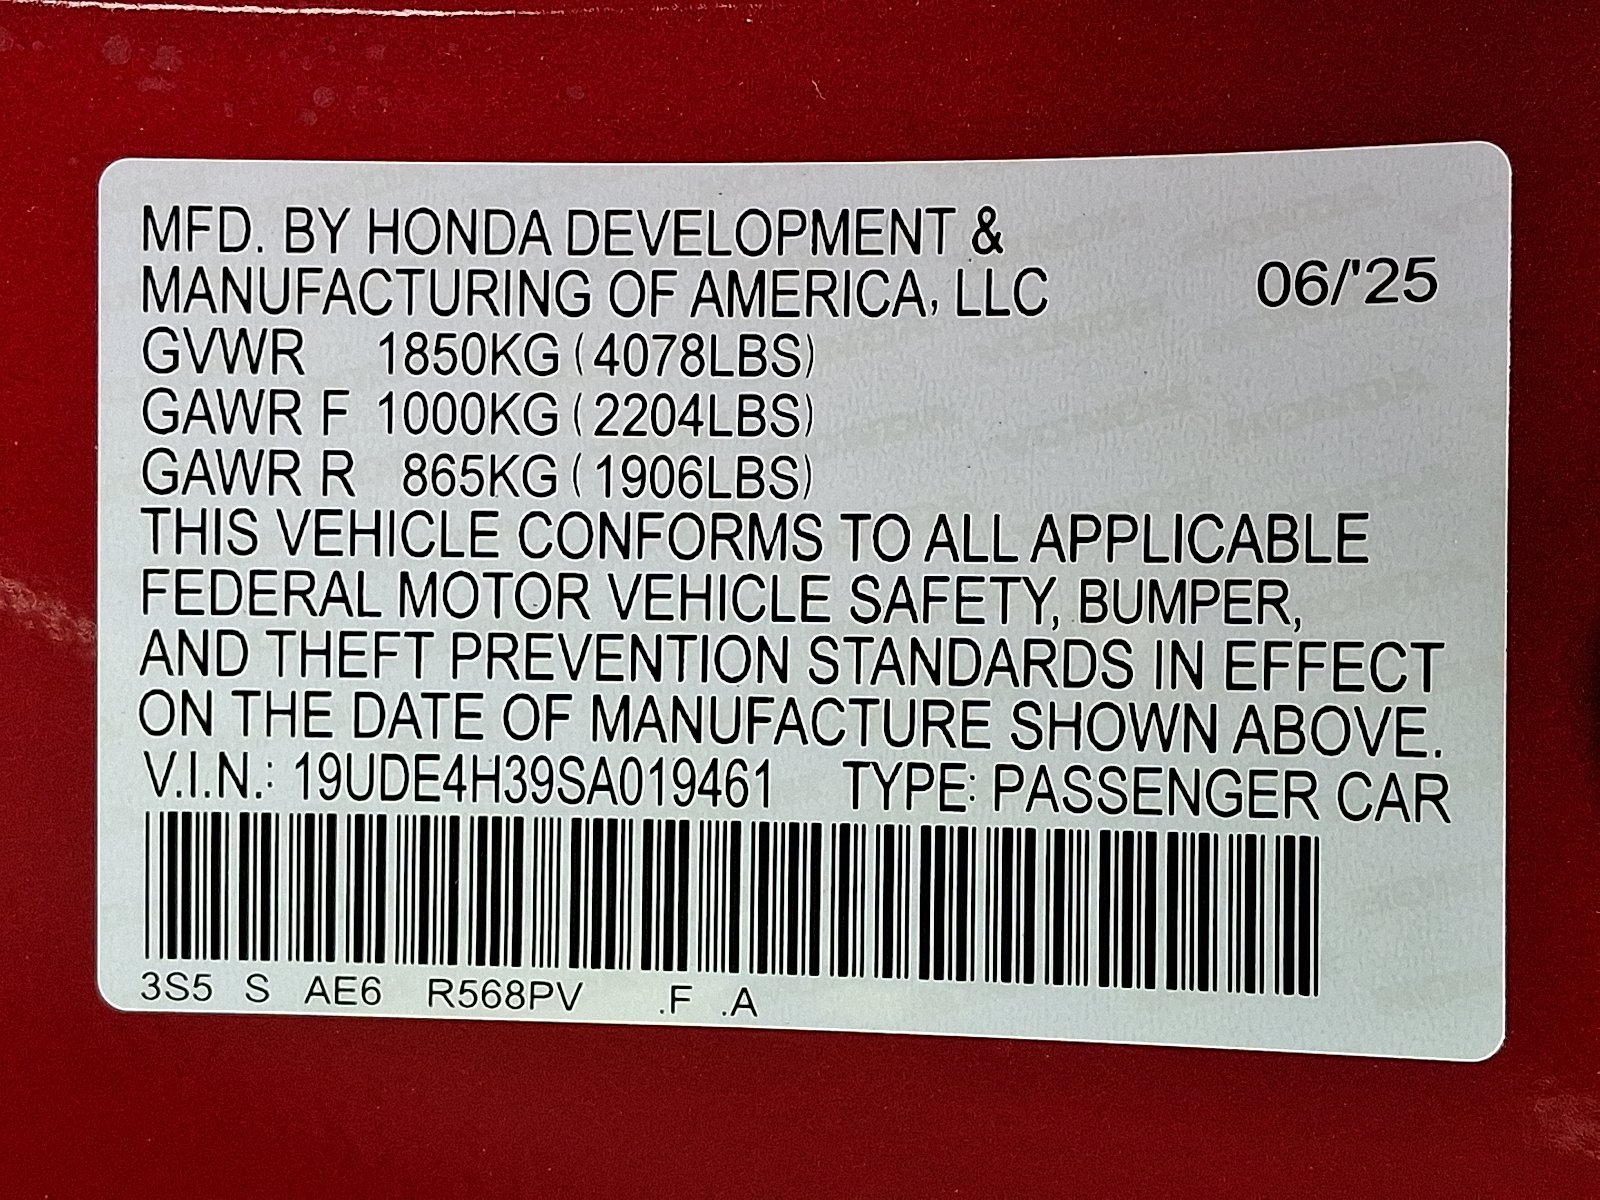 MFD. BY HONDA DEVELOPMENT &
MANUFACTURING OF AMERICA, LLC 06/'25
GVWR 1850KG (4078LBS)
GAWR F 1000KG (2204LBS)
GAWR R 865KG (1906LBS)
THIS VEHICLE CONFORMS TO ALL APPLICABLE
FEDERAL MOTOR VEHICLE SAFETY, BUMPER,
AND THEFT PREVENTION STANDARDS IN EFFECT
ON THE DATE OF MANUFACTURE SHOWN ABOVE.
V.I.N.: 19UDE4H39SA019461 TYPE: PASSENGER CAR
3S5 S AE6 R568PV .F .A